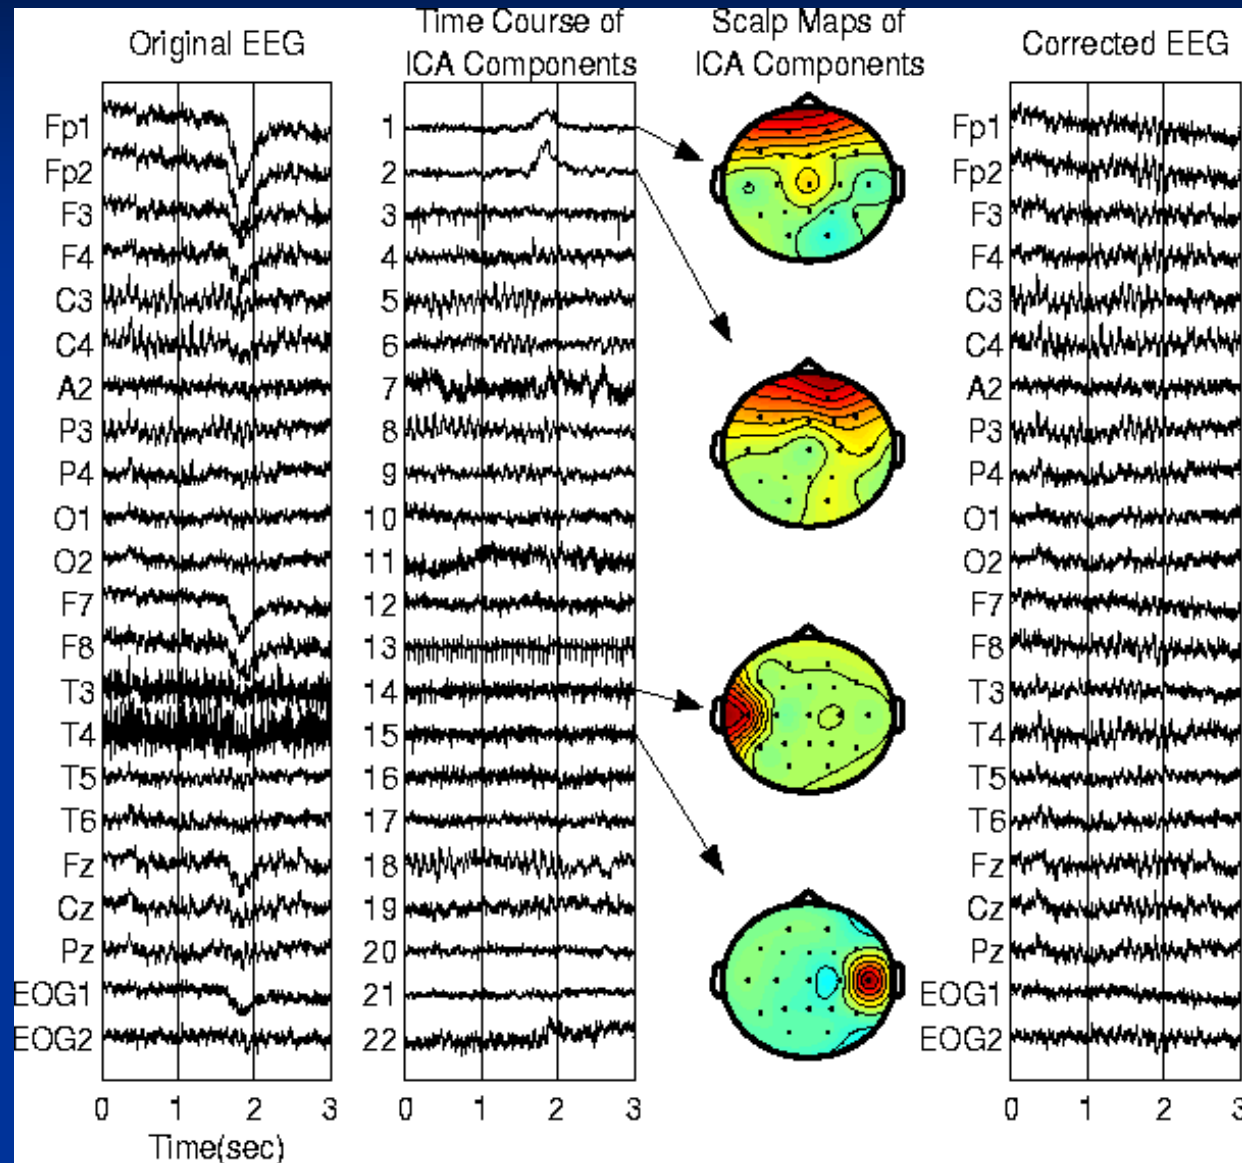 Original EEG
Time Course of
ICA Components
Scalp Maps of
ICA Components
Corrected EEG
Fp1
Fp2
F3
F4
C3
C4
A2
P3
P4
O1
O2
F7
F8
T3
T4
T5
T6
Fz
Cz
Pz
EOG1
EOG2
0 1 2 3
Time(sec)
1
2
3
4
5
6
7
8
9
10
11
12
13
14
15
16
17
18
19
20
21
22
0 1 2 3
Fp1
Fp2
F3
F4
C3
C4
A2
P3
P4
O1
O2
F7
F8
T3
T4
T5
T6
Fz
Cz
Pz
EOG1
EOG2
0 1 2 3